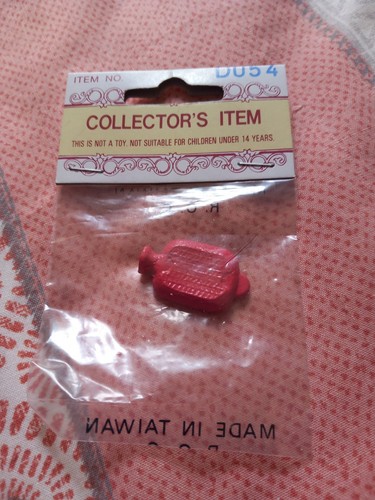 ITEM NO. D054
COLLECTOR'S ITEM
THIS IS NOT A TOY. NOT SUITABLE FOR CHILDREN UNDER 14 YEARS.
R. O. C.
MADE IN TAIWAN
R. O. C.